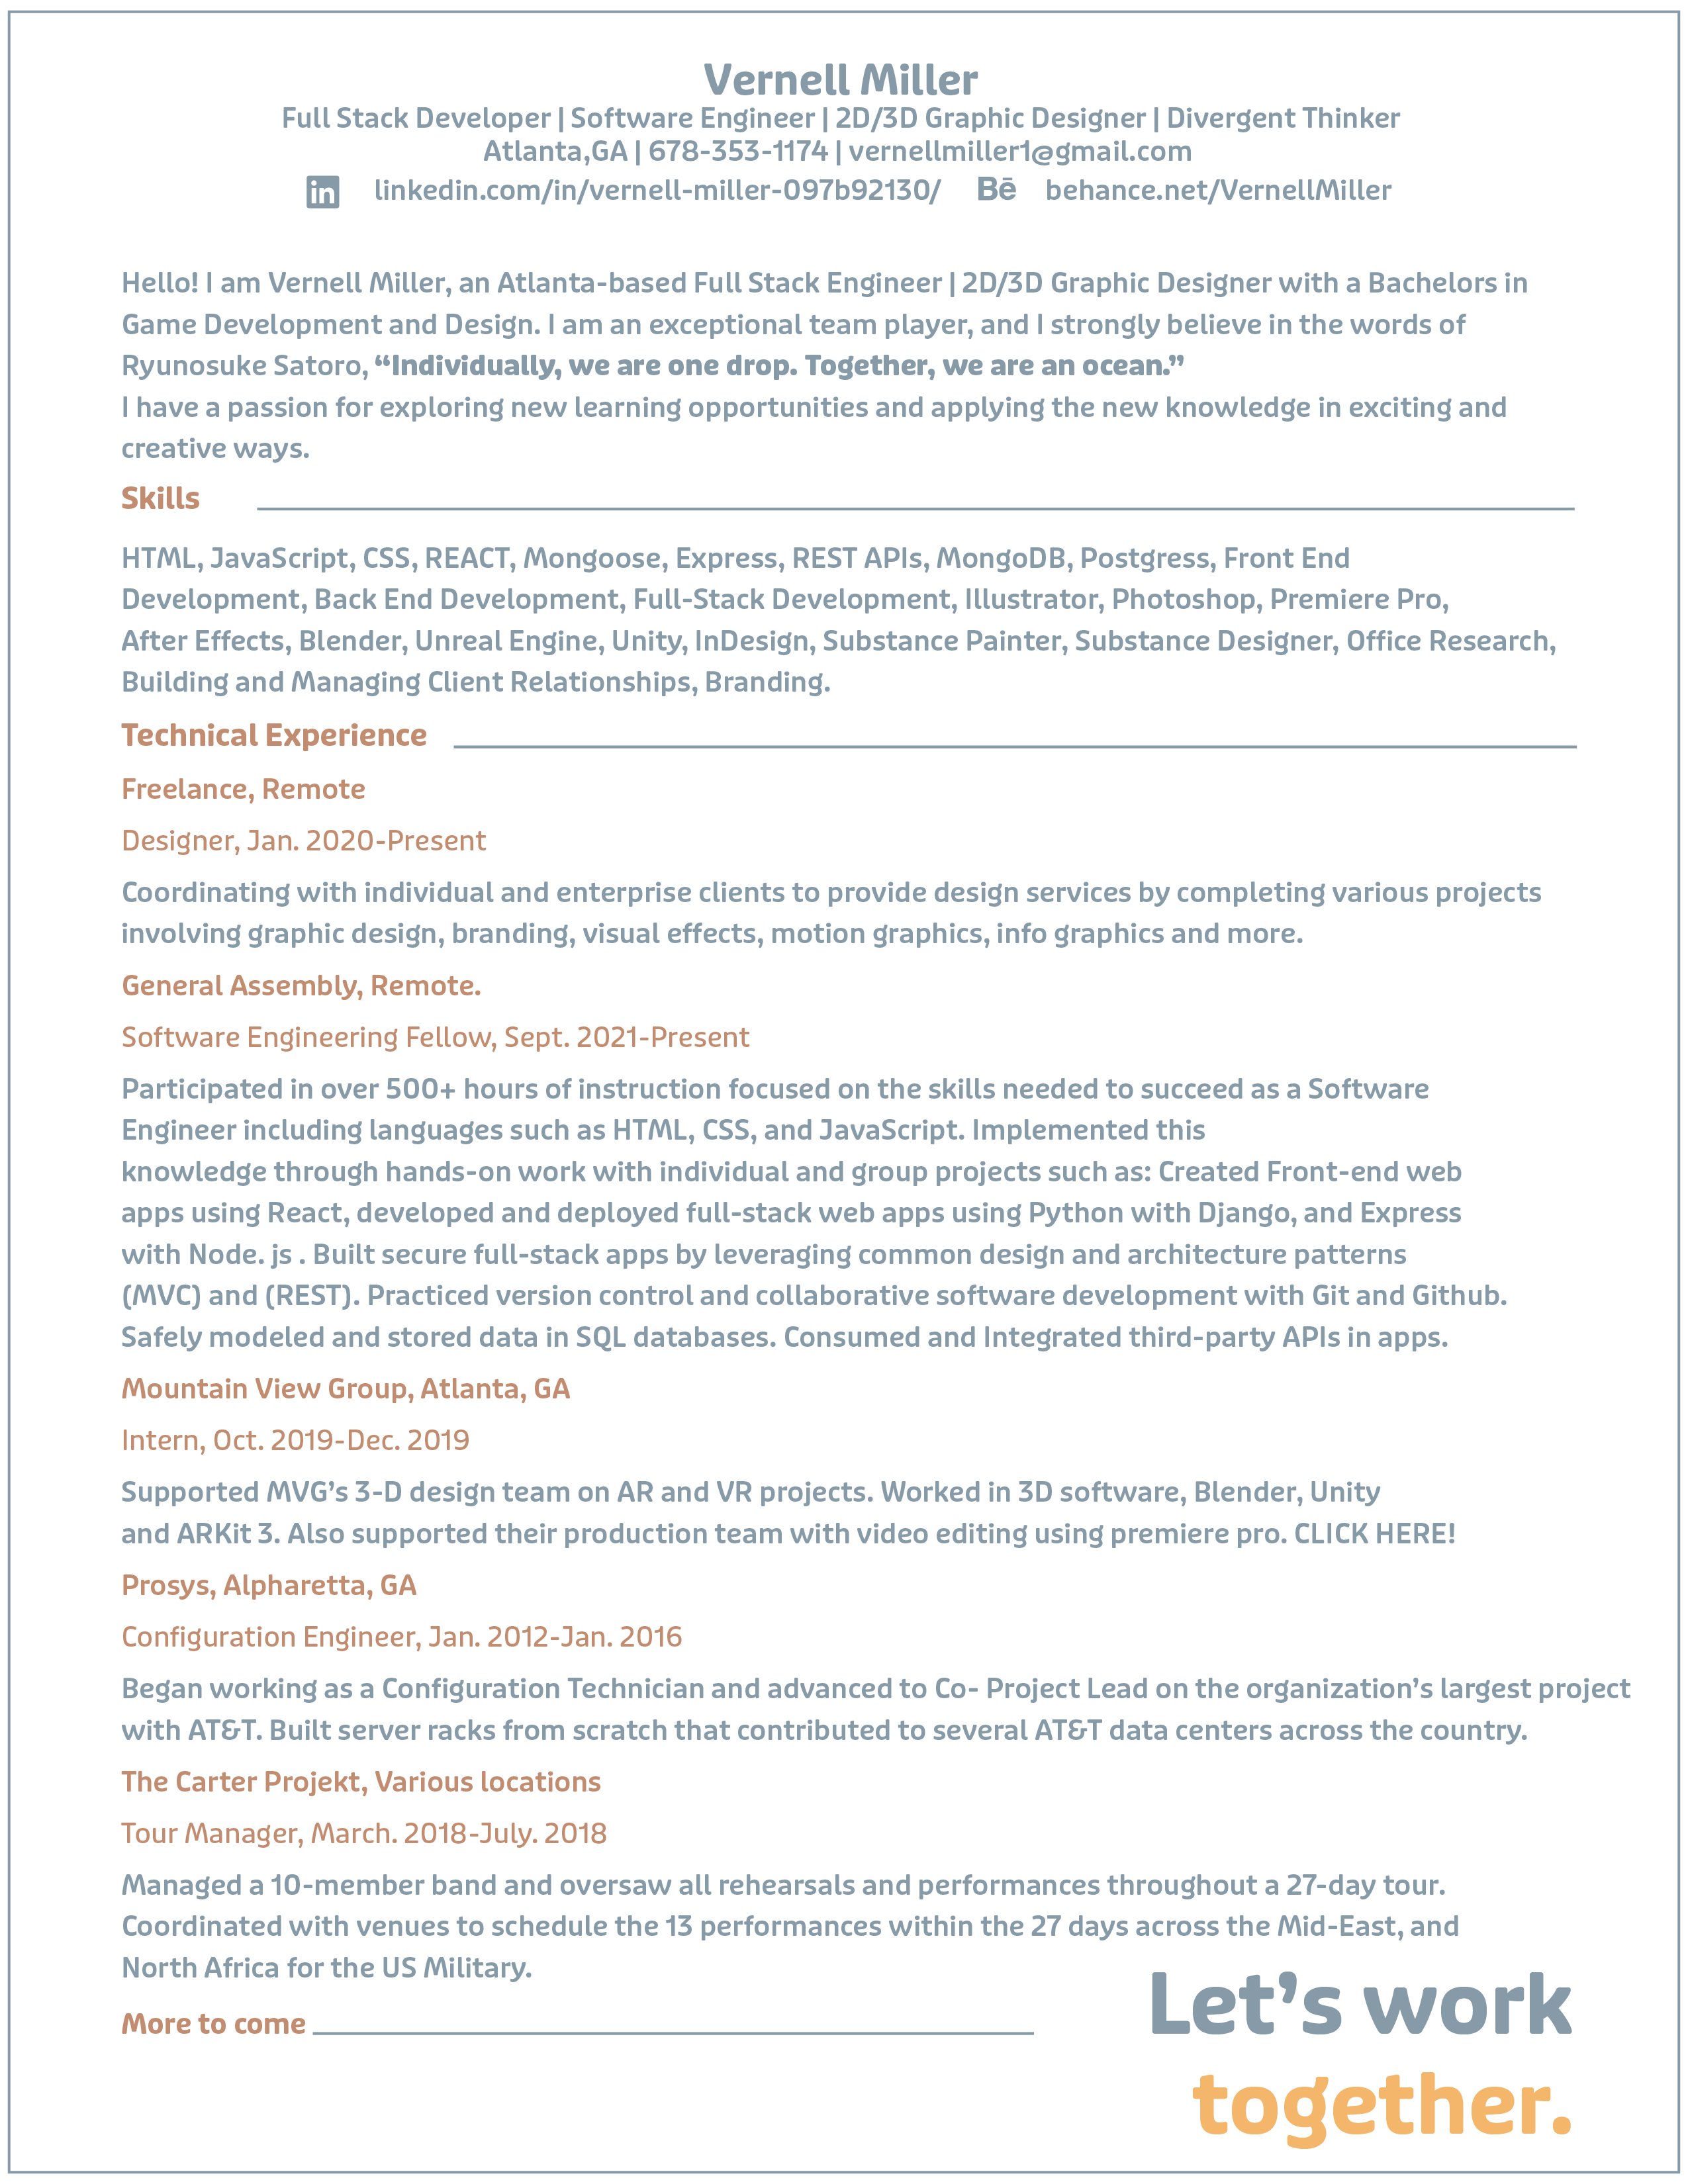 Vernell Miller
Full Stack Developer | Software Engineer | 2D/3D Graphic Designer | Divergent Thinker
Atlanta,GA | 678-353-1174 | vernellmiller1@gmail.com
in linkedin.com/in/vernell-miller-097b92130/ Bē behance.net/VernellMiller
Hello! I am Vernell Miller, an Atlanta-based Full Stack Engineer | 2D/3D Graphic Designer with a Bachelors in
Game Development and Design. I am an exceptional team player, and I strongly believe in the words of
Ryunosuke Satoro, “Individually, we are one drop. Together, we are an ocean.”
I have a passion for exploring new learning opportunities and applying the new knowledge in exciting and
creative ways.
Skills
HTML, JavaScript, CSS, REACT, Mongoose, Express, REST APIs, MongoDB, Postgress, Front End
Development, Back End Development, Full-Stack Development, Illustrator, Photoshop, Premiere Pro,
After Effects, Blender, Unreal Engine, Unity, InDesign, Substance Painter, Substance Designer, Office Research,
Building and Managing Client Relationships, Branding.
Technical Experience
Freelance, Remote
Designer, Jan. 2020-Present
Coordinating with individual and enterprise clients to provide design services by completing various projects
involving graphic design, branding, visual effects, motion graphics, info graphics and more.
General Assembly, Remote.
Software Engineering Fellow, Sept. 2021-Present
Participated in over 500+ hours of instruction focused on the skills needed to succeed as a Software
Engineer including languages such as HTML, CSS, and JavaScript. Implemented this
knowledge through hands-on work with individual and group projects such as: Created Front-end web
apps using React, developed and deployed full-stack web apps using Python with Django, and Express
with Node. js . Built secure full-stack apps by leveraging common design and architecture patterns
(MVC) and (REST). Practiced version control and collaborative software development with Git and Github.
Safely modeled and stored data in SQL databases. Consumed and Integrated third-party APIs in apps.
Mountain View Group, Atlanta, GA
Intern, Oct. 2019-Dec. 2019
Supported MVG’s 3-D design team on AR and VR projects. Worked in 3D software, Blender, Unity
and ARKit 3. Also supported their production team with video editing using premiere pro. CLICK HERE!
Prosys, Alpharetta, GA
Configuration Engineer, Jan. 2012-Jan. 2016
Began working as a Configuration Technician and advanced to Co- Project Lead on the organization’s largest project
with AT&T. Built server racks from scratch that contributed to several AT&T data centers across the country.
The Carter Projekt, Various locations
Tour Manager, March. 2018-July. 2018
Managed a 10-member band and oversaw all rehearsals and performances throughout a 27-day tour.
Coordinated with venues to schedule the 13 performances within the 27 days across the Mid-East, and
North Africa for the US Military.
More to come
Let’s work
together.